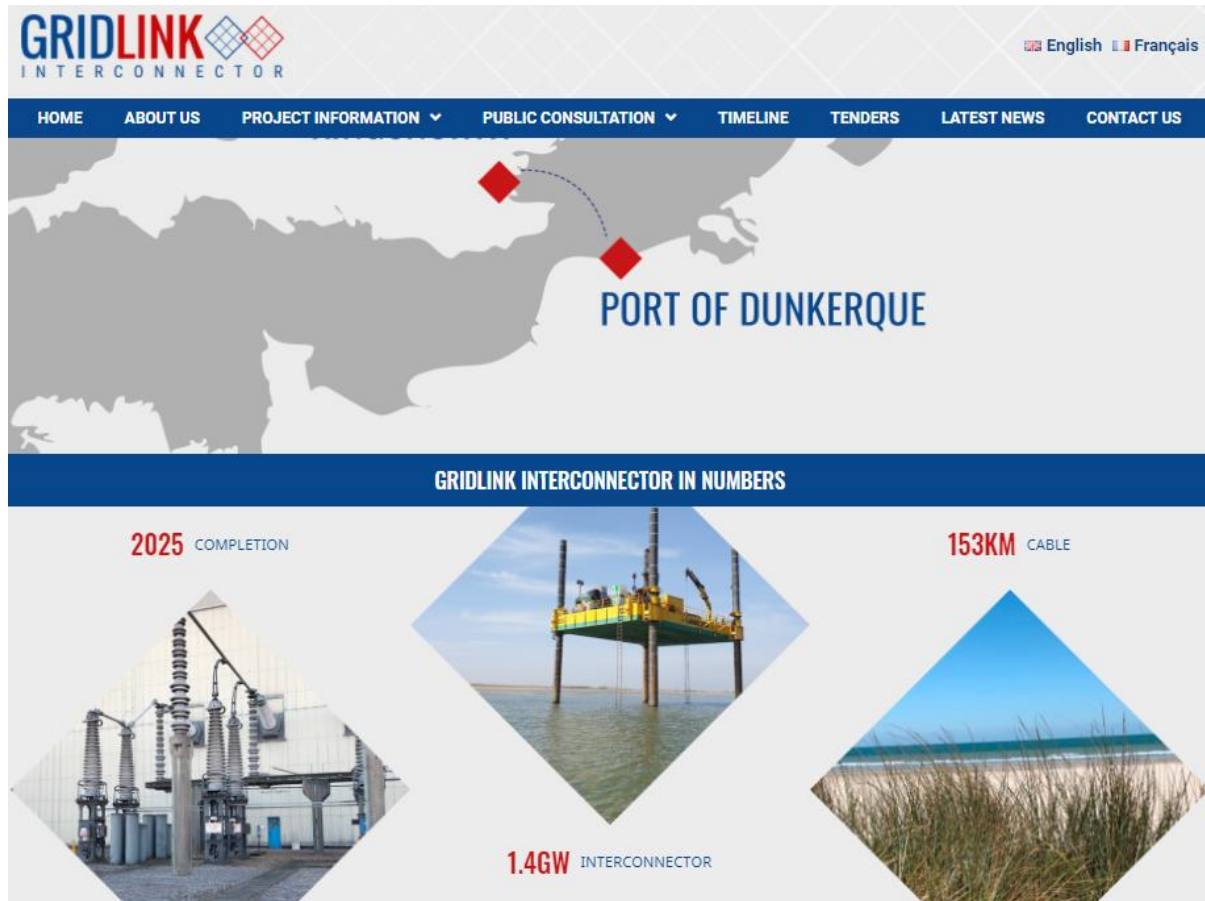 GRIDLINK
INTERCONNECTOR
English Français
HOME ABOUT US PROJECT INFORMATION PUBLIC CONSULTATION TIMELINE TENDERS LATEST NEWS CONTACT US
PORT OF DUNKERQUE
GRIDLINK INTERCONNECTOR IN NUMBERS
2025 COMPLETION
153KM CABLE
1.4GW INTERCONNECTOR